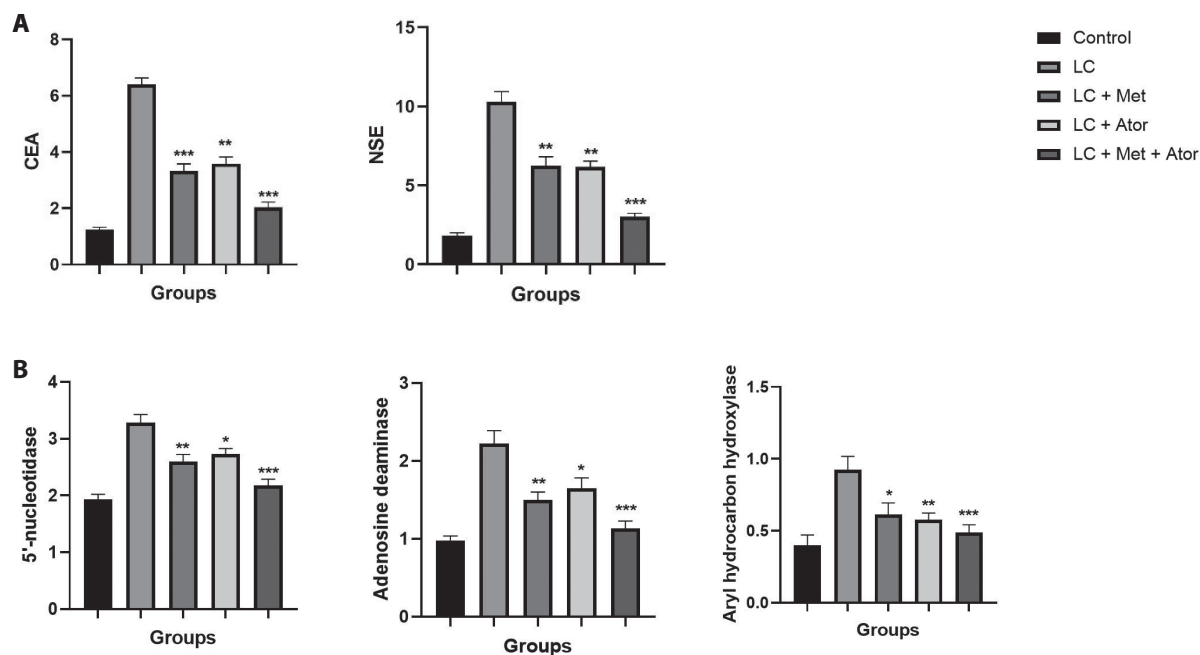 A
CEA
8
6
4
2
0
***
**
***
Groups
NSE
15
10
5
0
**
**
***
Groups
Control
LC
LC + Met
LC + Ator
LC + Met + Ator
B
5'-nucleotidase
4
3
2
1
0
**
*
***
Groups
Adenosine deaminase
3
2
1
0
**
*
***
Groups
Aryl hydrocarbon hydroxylase
1.5
1.0
0.5
0.0
*
**
***
Groups